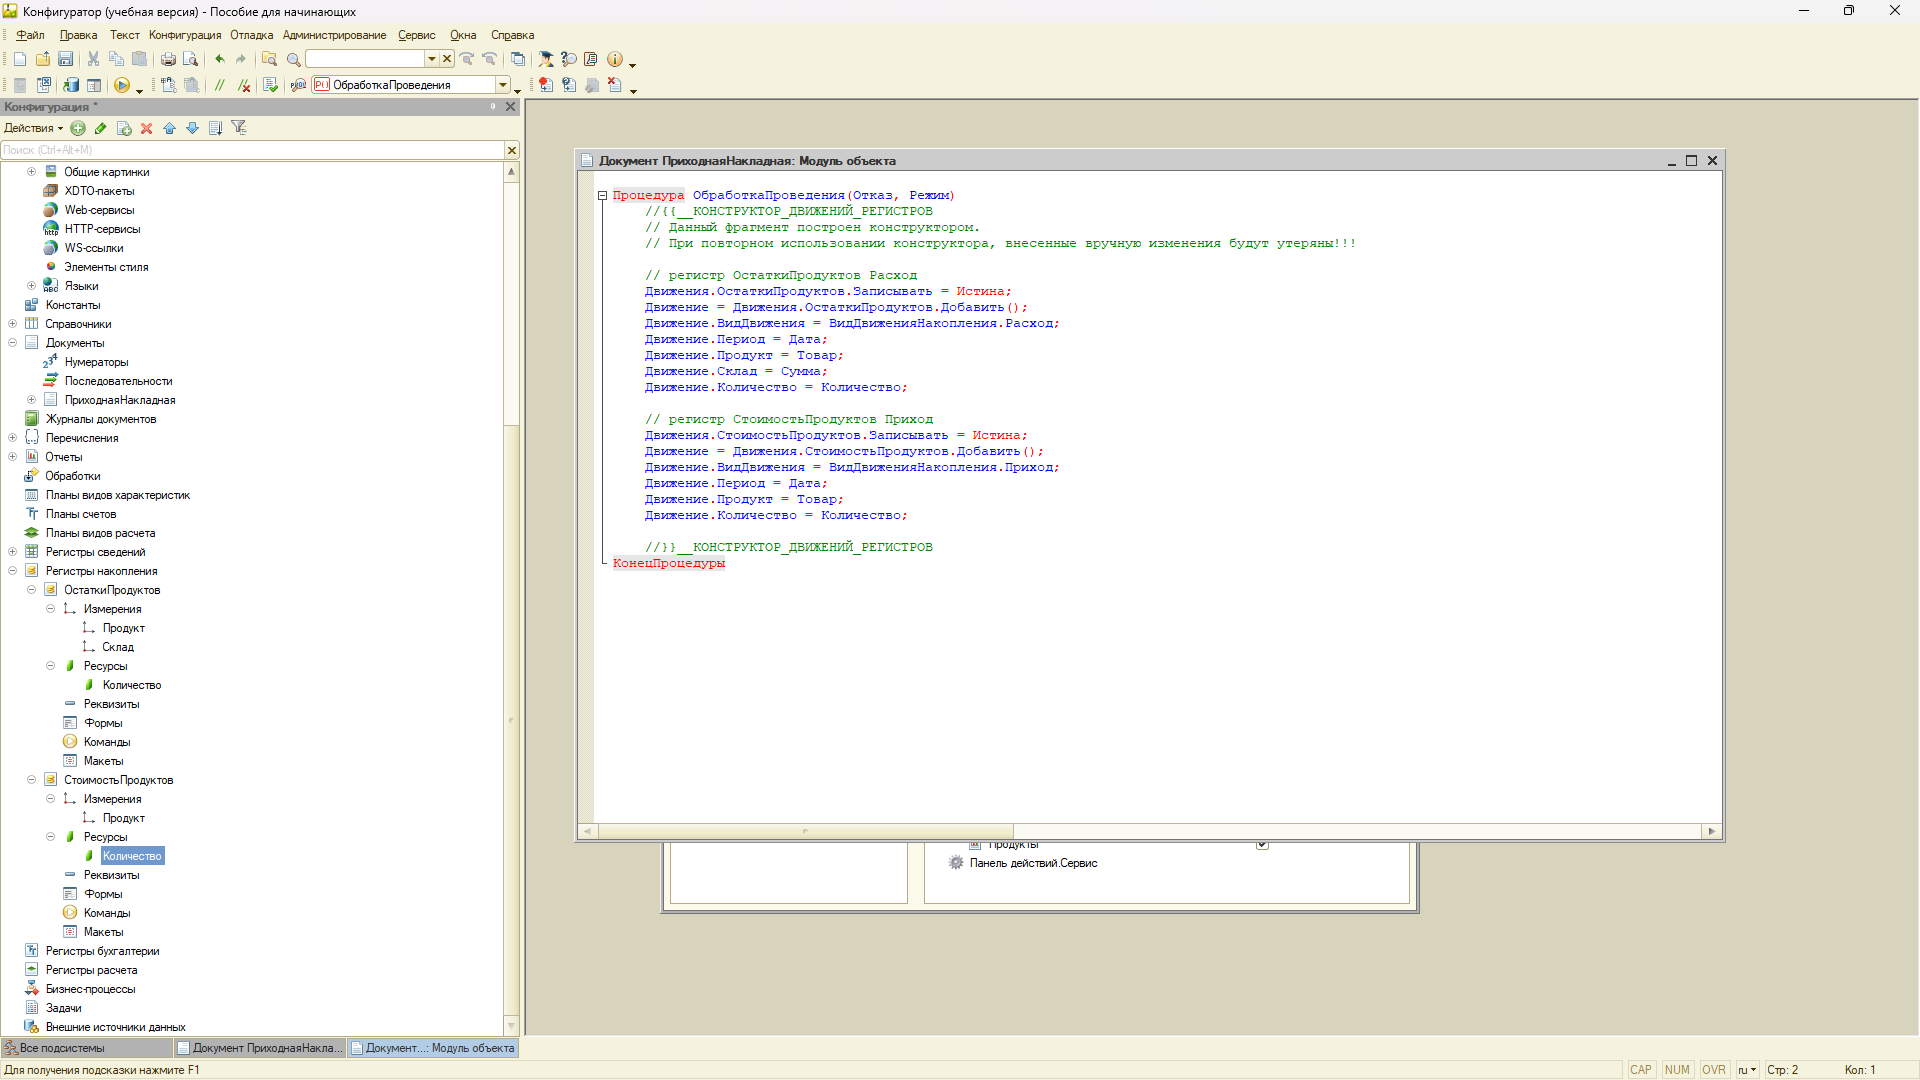 Конфигуратор (учебная версия) - Пособие для начинающих
Файл Правка Текст Конфигурация Отладка Администрирование Сервис Окна Справка
ОбработкаПроведения
Конфигурация *
Действия
Поиск (Ctrl+Alt+M)
Общие картинки
XDTO-пакеты
Web-сервисы
HTTP-сервисы
WS-ссылки
Элементы стиля
Языки
Константы
Справочники
Документы
Нумераторы
Последовательности
ПриходнаяНакладная
Журналы документов
Перечисления
Отчеты
Обработки
Планы видов характеристик
Планы счетов
Планы видов расчета
Регистры сведений
Регистры накопления
ОстаткиПродуктов
Измерения
Продукт
Склад
Ресурсы
Количество
Реквизиты
Формы
Команды
Макеты
СтоимостьПродуктов
Измерения
Продукт
Ресурсы
Количество
Реквизиты
Формы
Команды
Макеты
Регистры бухгалтерии
Регистры расчета
Бизнес-процессы
Задачи
Внешние источники данных
Документ ПриходнаяНакладная: Модуль объекта
Процедура ОбработкаПроведения(Отказ, Режим)
//{{__КОНСТРУКТОР_ДВИЖЕНИЙ_РЕГИСТРОВ
// Данный фрагмент построен конструктором.
// При повторном использовании конструктора, внесенные вручную изменения будут утеряны!!!
// регистр ОстаткиПродуктов Расход
Движения.ОстаткиПродуктов.Записывать = Истина;
Движение = Движения.ОстаткиПродуктов.Добавить();
Движение.ВидДвижения = ВидДвиженияНакопления.Расход;
Движение.Период = Дата;
Движение.Продукт = Товар;
Движение.Склад = Сумма;
Движение.Количество = Количество;
// регистр СтоимостьПродуктов Приход
Движения.СтоимостьПродуктов.Записывать = Истина;
Движение = Движения.СтоимостьПродуктов.Добавить();
Движение.ВидДвижения = ВидДвиженияНакопления.Приход;
Движение.Период = Дата;
Движение.Продукт = Товар;
Движение.Количество = Количество;
//}}__КОНСТРУКТОР_ДВИЖЕНИЙ_РЕГИСТРОВ
КонецПроцедуры
Продукты
Панель действий.Сервис
Все подсистемы
Документ ПриходнаяНакла...
Документ...: Модуль объекта
Для получения подсказки нажмите F1
CAP NUM OVR ru Стр: 2 Кол: 1